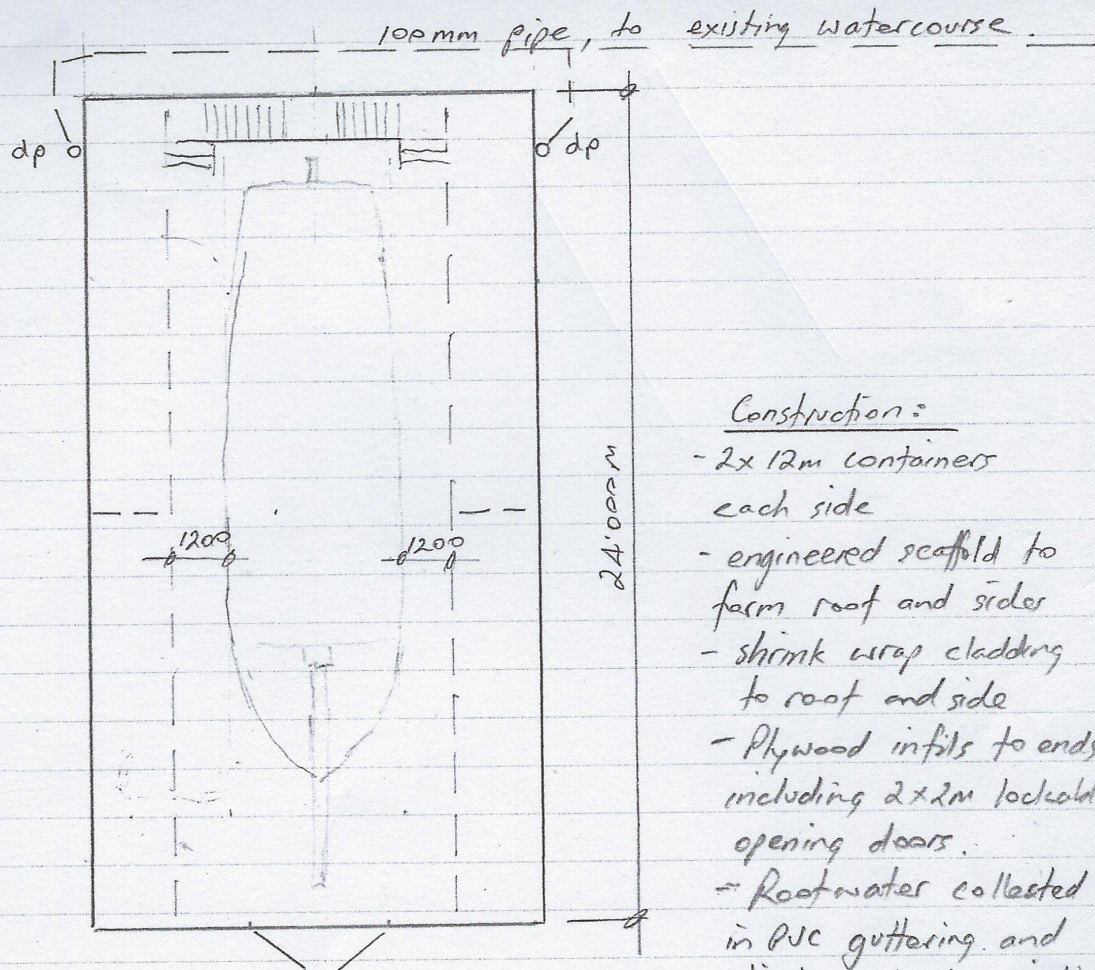 100mm pipe, to existing watercourse.
dp
dp
1200
1200
24'000M
Construction:
- 2x 12m containers
each side
- engineered scaffold to
form roof and sides
- shrink wrap cladding
to roof and side
- Plywood infils to ends
including 2x2m
opening doors.
- Roofwater collected
in PVC guttering and